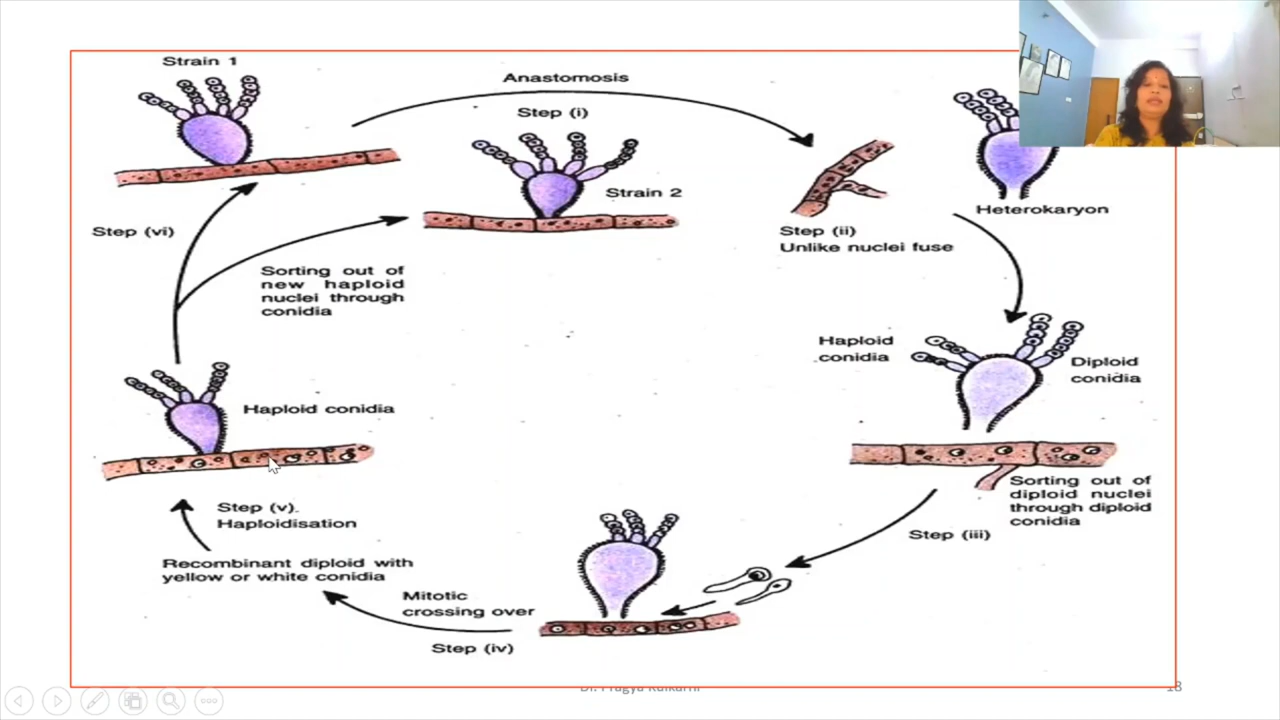 Strain 1
Anastomosis
Step (i)
Strain 2
Step (ii)
Unlike nuclei fuse
Heterokaryon
Step (vi)
Sorting out of
new haploid
nuclei through
conidia
Haploid
conidia
Diploid
conidia
Haploid conidia
Sorting out of
diploid nuclei
through diploid
conidia
Step (iii)
Step (v).
Haploidisation
Recombinant diploid with
yellow or white conidia
Mitotic
crossing over
Step (iv)
18